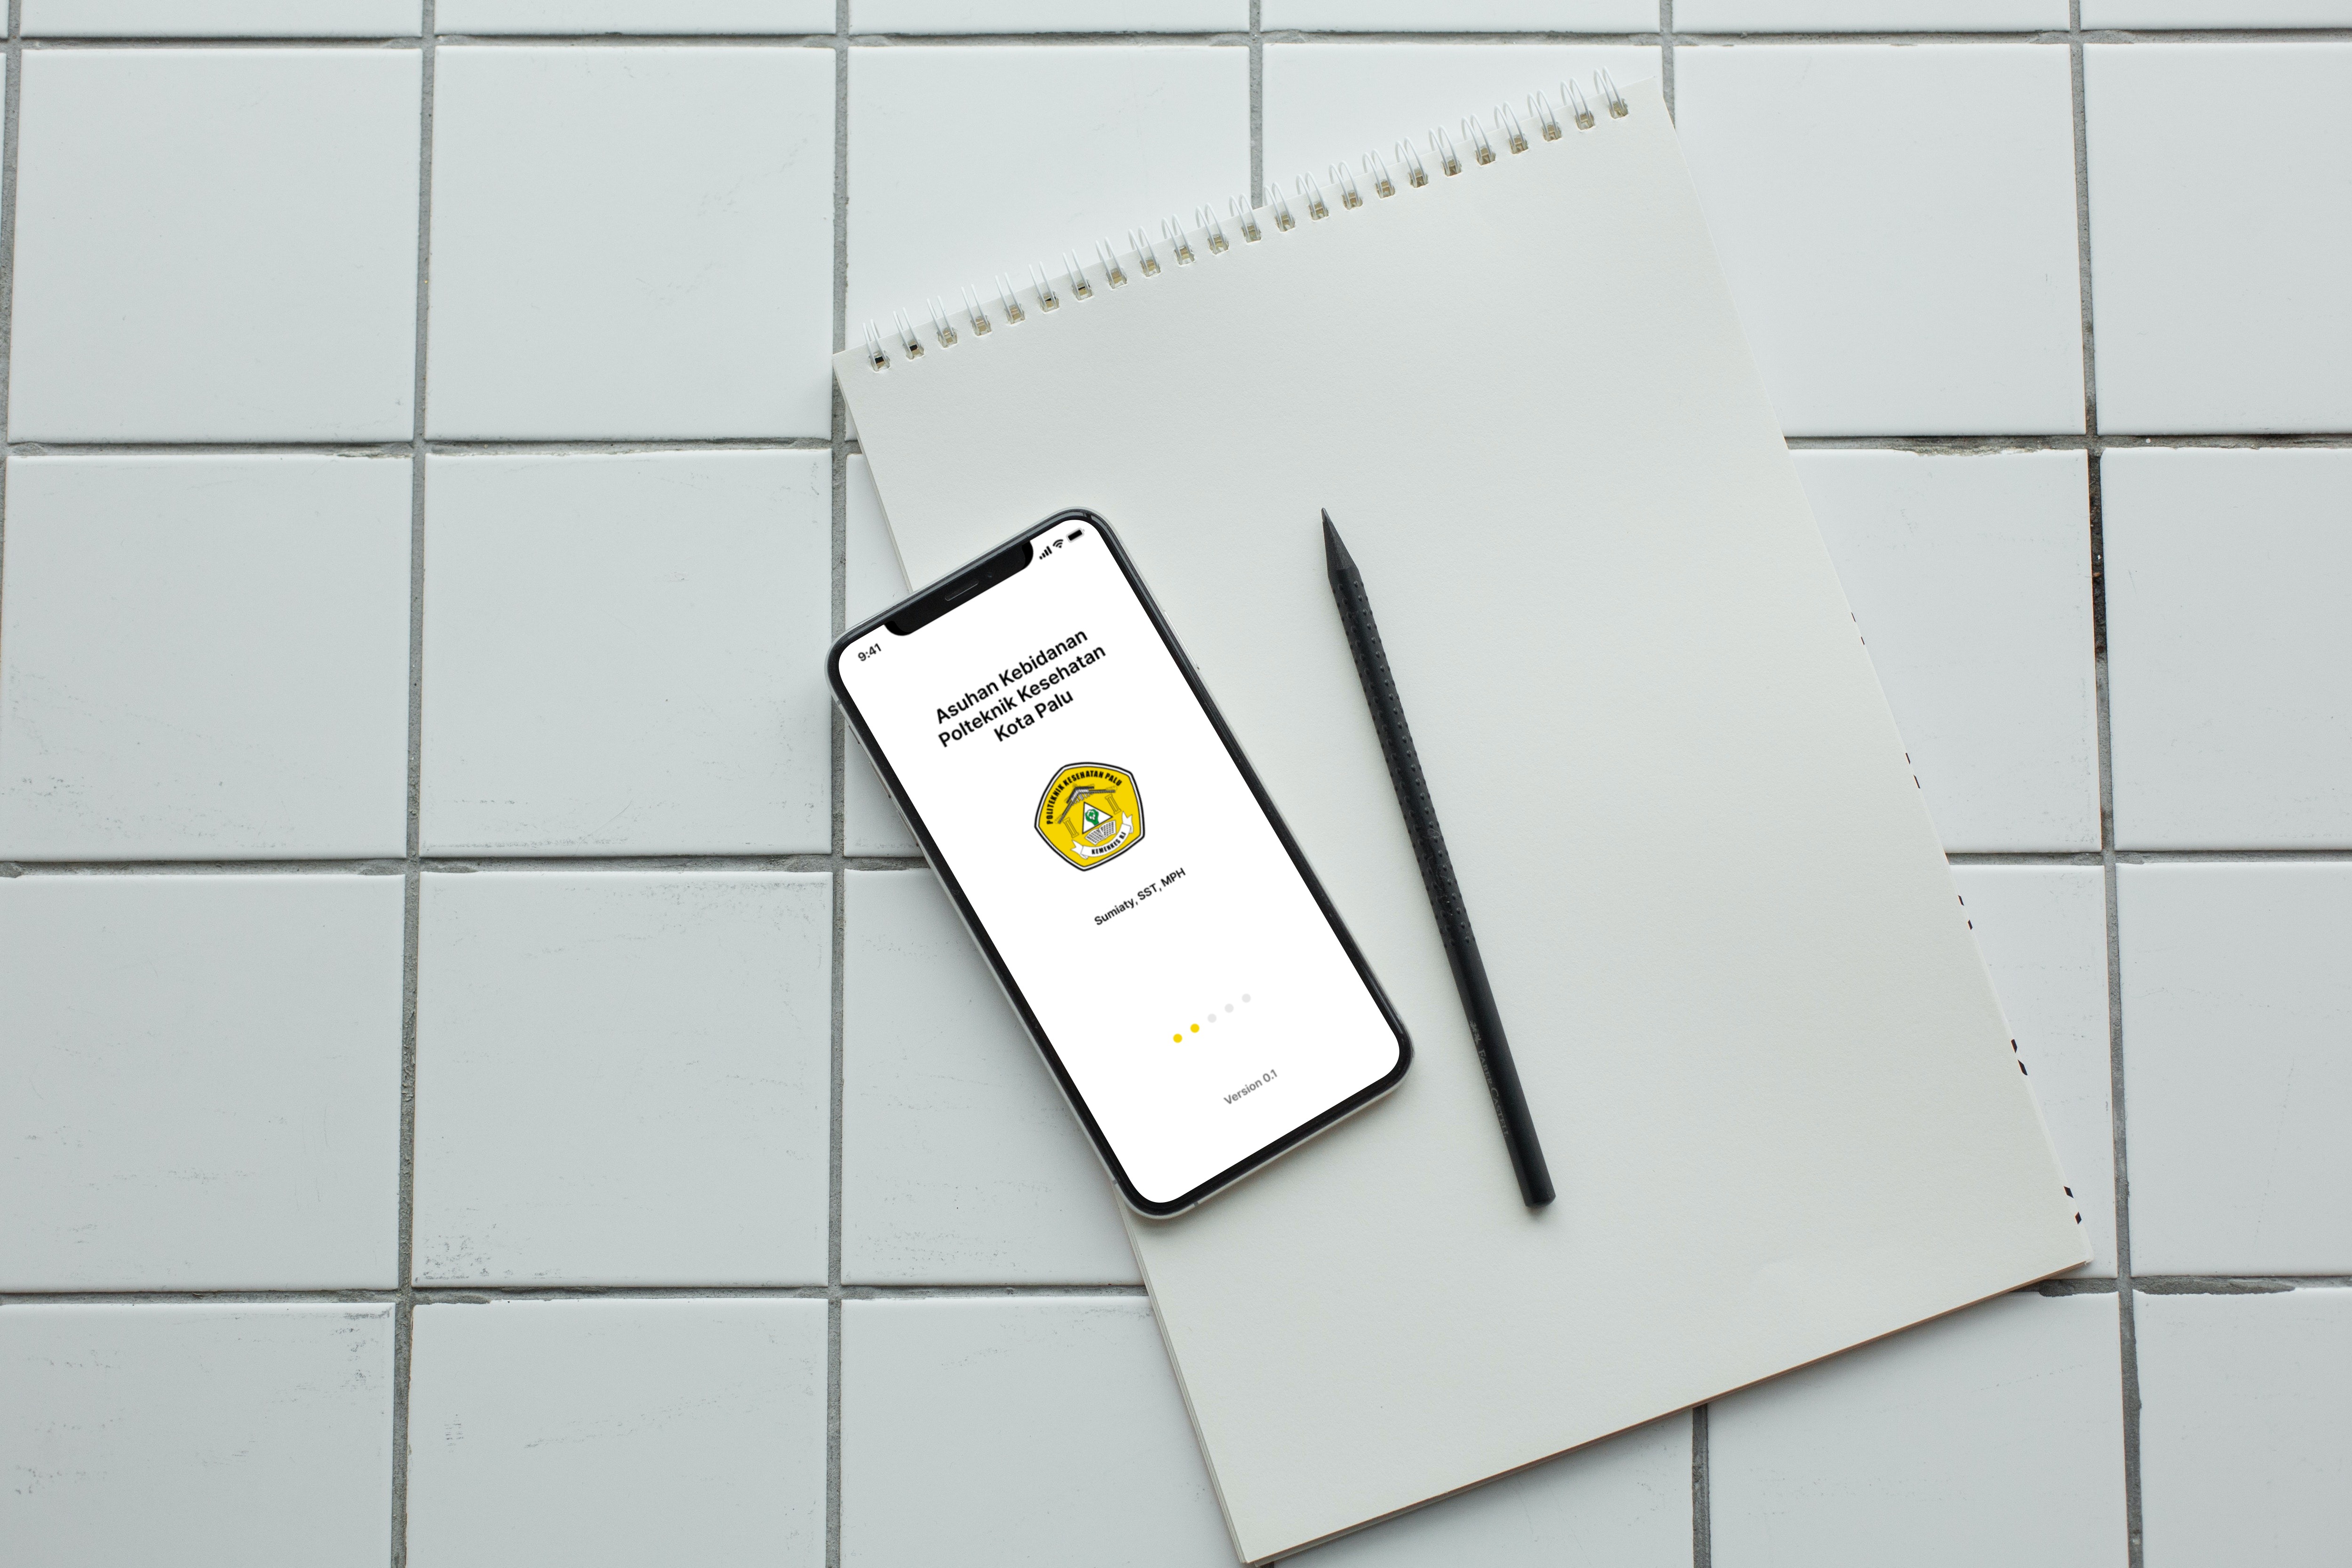 9:41
Asuhan Kebidanan
Polteknik Kesehatan
Kota Palu
POLITEKNIK KESEHATAN PALU
KEMENKES RI
Sumiaty, SST, MPH
Version 0.1